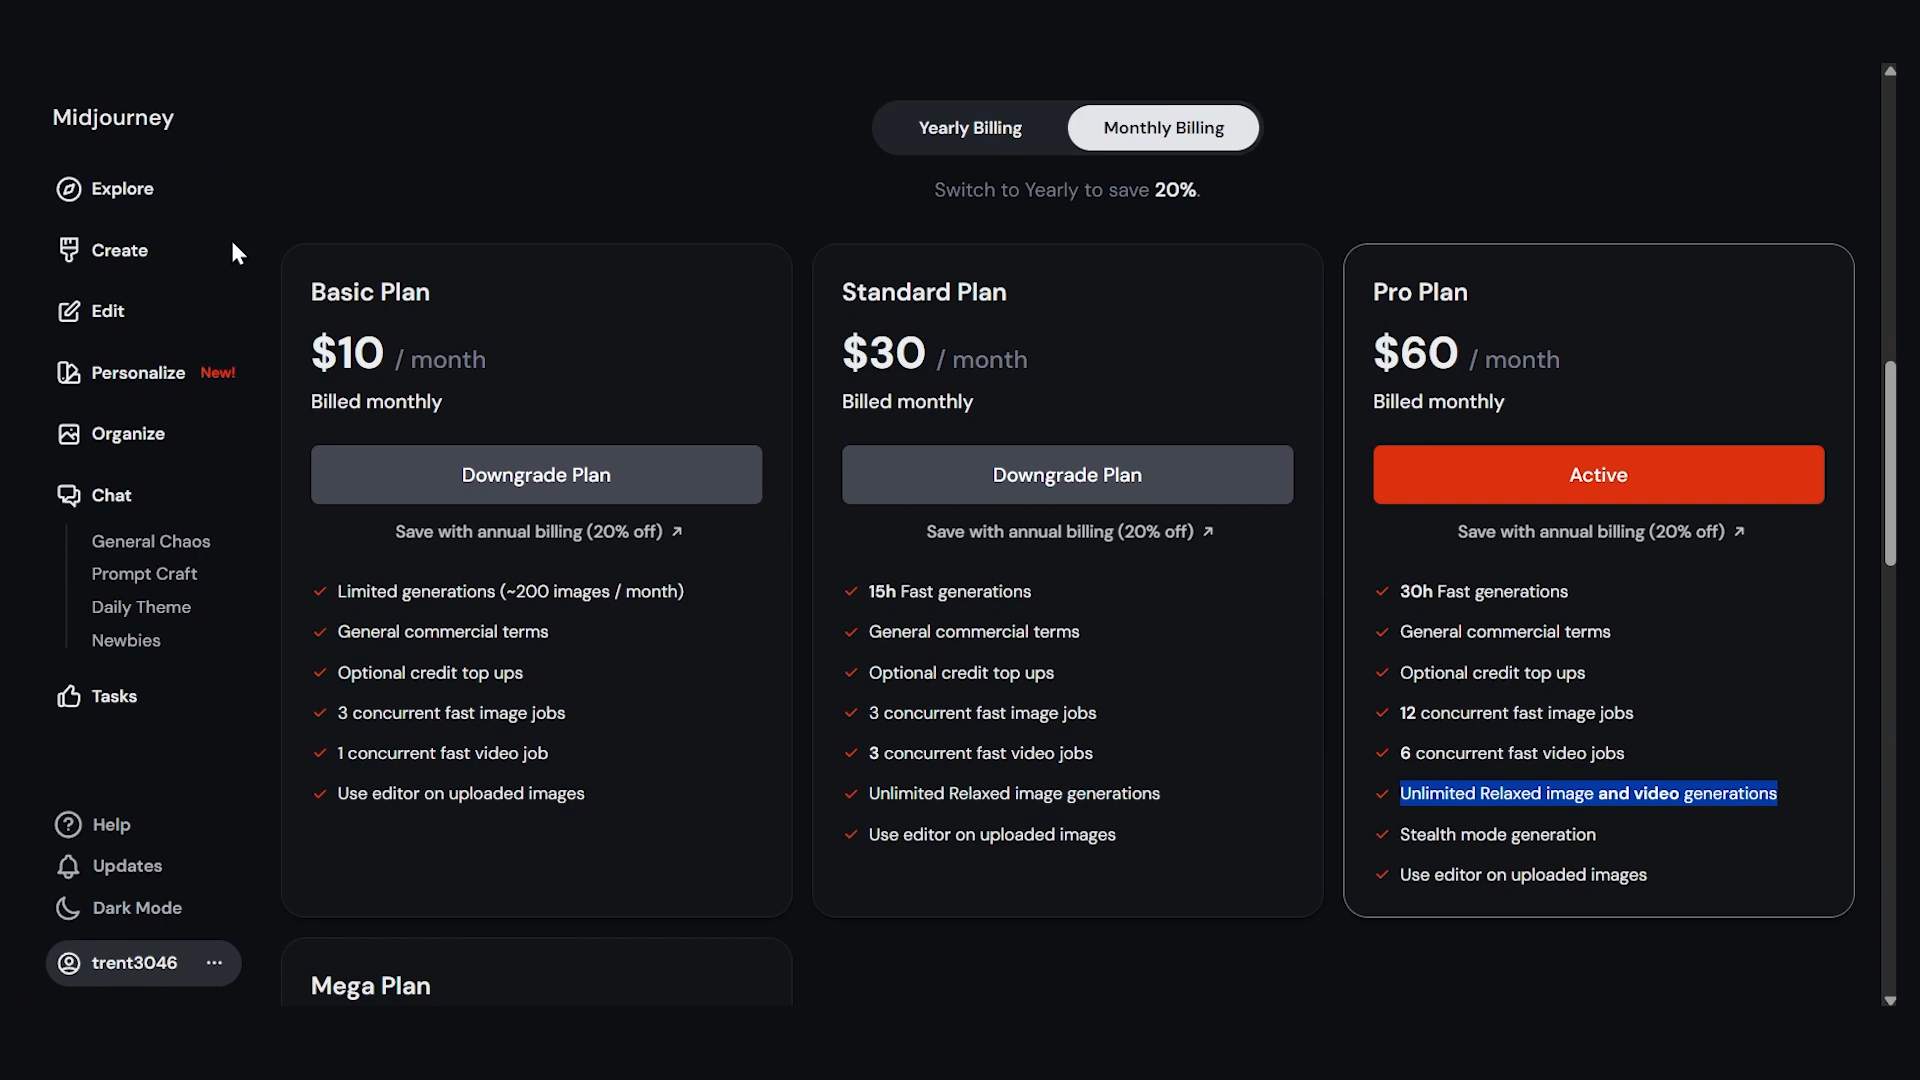 Midjourney
Explore
Create
Edit
Personalize New!
Organize
Chat
General Chaos
Prompt Craft
Daily Theme
Newbies
Tasks
Help
Updates
Dark Mode
trent3046 ...
Yearly Billing Monthly Billing
Switch to Yearly to save 20%.
Basic Plan
$10 / month
Billed monthly
Downgrade Plan
Save with annual billing (20% off) ↗
Limited generations (~200 images / month)
General commercial terms
Optional credit top ups
3 concurrent fast image jobs
1 concurrent fast video job
Use editor on uploaded images
Standard Plan
$30 / month
Billed monthly
Downgrade Plan
Save with annual billing (20% off) ↗
15h Fast generations
General commercial terms
Optional credit top ups
3 concurrent fast image jobs
3 concurrent fast video jobs
Unlimited Relaxed image generations
Use editor on uploaded images
Pro Plan
$60 / month
Billed monthly
Active
Save with annual billing (20% off) ↗
30h Fast generations
General commercial terms
Optional credit top ups
12 concurrent fast image jobs
6 concurrent fast video jobs
Unlimited Relaxed image and video generations
Stealth mode generation
Use editor on uploaded images
Mega Plan